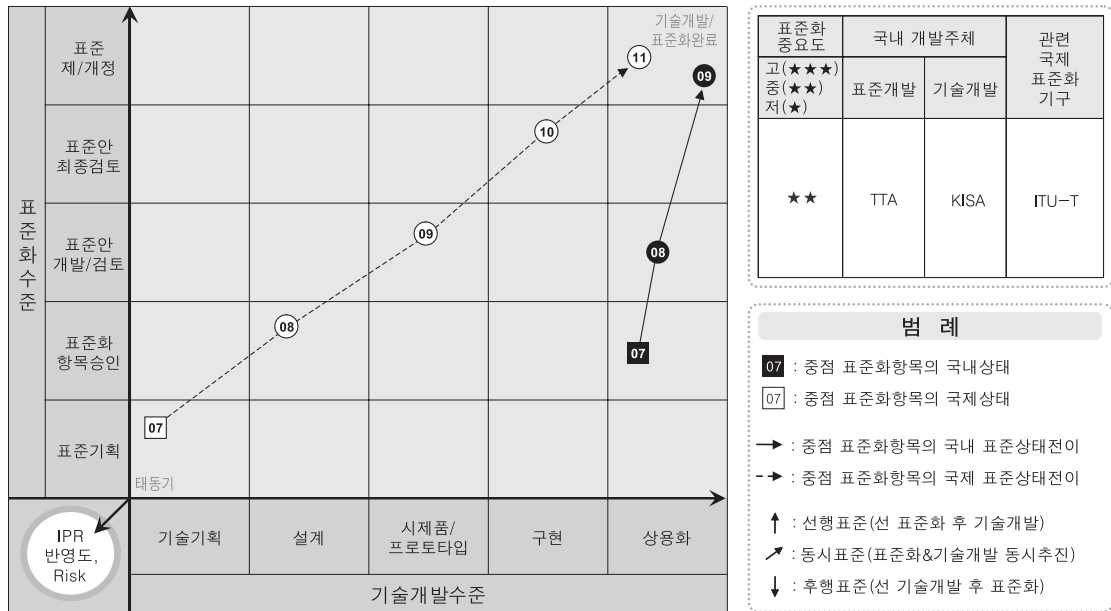 표준화수준
표준
제/개정
표준안
최종검토
표준안
개발/검토
표준화
항목승인
표준기획
기술개발/
표준화완료
11
09
10
09
08
08
07
07
태동기
IPR
반영도,
Risk
기술기획
설계
시제품/
프로토타입
구현
상용화
기술개발수준
표준화
중요도
국내 개발주체
관련
국제
표준화
기구
고(★★★)
중(★★)
저(★)
표준개발
기술개발
★★
TTA
KISA
ITU-T
범 례
07 : 중점 표준화항목의 국내상태
07 : 중점 표준화항목의 국제상태
: 중점 표준화항목의 국내 표준상태전이
: 중점 표준화항목의 국제 표준상태전이
: 선행표준(선 표준화 후 기술개발)
: 동시표준(표준화&기술개발 동시추진)
: 후행표준(선 기술개발 후 표준화)